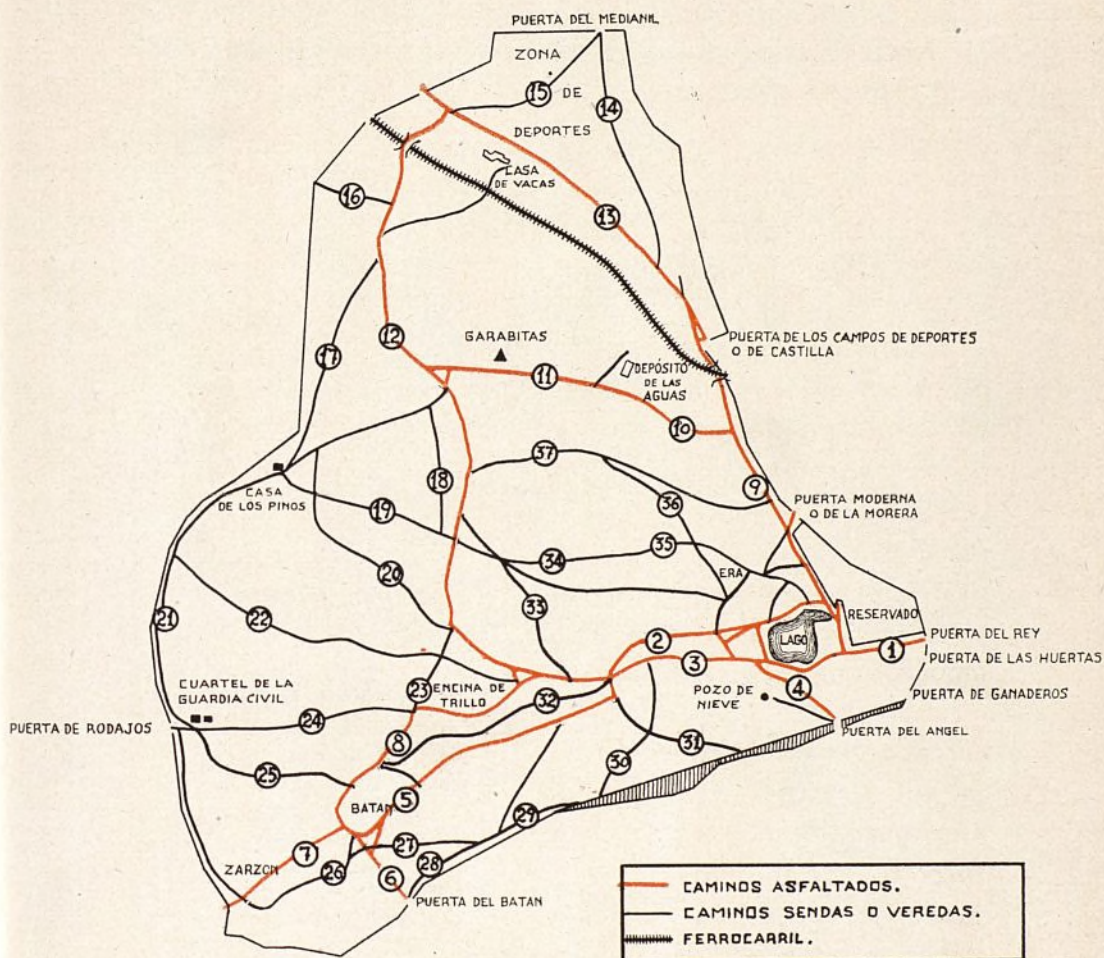 PUERTA DEL MEDIANIL
ZONA
DE
DEPORTES
15
14
CASA
DE VACAS
16
13
12
GARABITAS
PUERTA DE LOS CAMPOS DE DEPORTES
O DE CASTILLA
17
11
DEPÓSITO
DE LAS
AGUAS
10
37
18
9
CASA
DE LOS PINOS
36
PUERTA MODERNA
O DE LA MORERA
19
35
34
20
ERA
21
22
33
RESERVADO
2
LAGO
PUERTA DEL REY
1
3
PUERTA DE LAS HUERTAS
CUARTEL DE LA
GUARDIA CIVIL
23
ENCINA DE
TRILLO
32
POZO DE
NIEVE
4
PUERTA DE GANADEROS
24
PUERTA DE RODAJOS
8
31
PUERTA DEL ANGEL
25
30
5
BATAN
29
7
27
ZARZON
26
28
6
PUERTA DEL BATAN
CAMINOS ASFALTADOS.
CAMINOS SENDAS O VEREDAS.
FERROCARRIL.